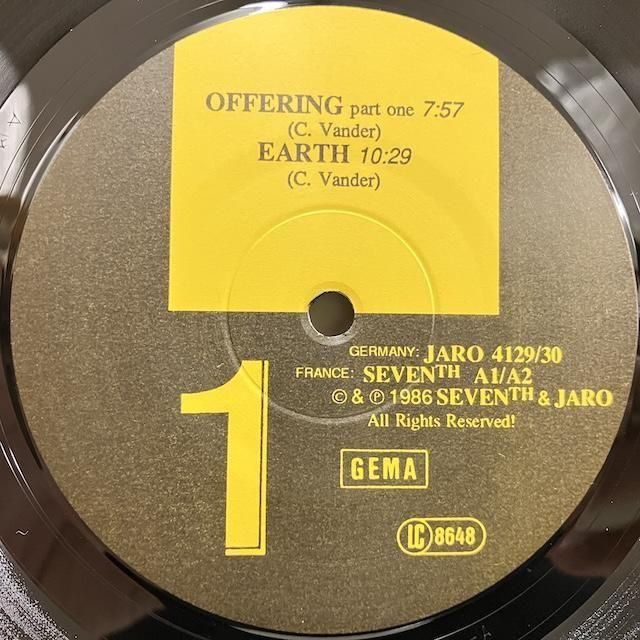 OFFERING part one 7:57
(C. Vander)
EARTH 10:29
(C. Vander)
GERMANY: JARO 4129/30
FRANCE: SEVENTH A1/A2
© & ℗ 1986 SEVENTH & JARO
All Rights Reserved!
1
GEMA
LC 8648